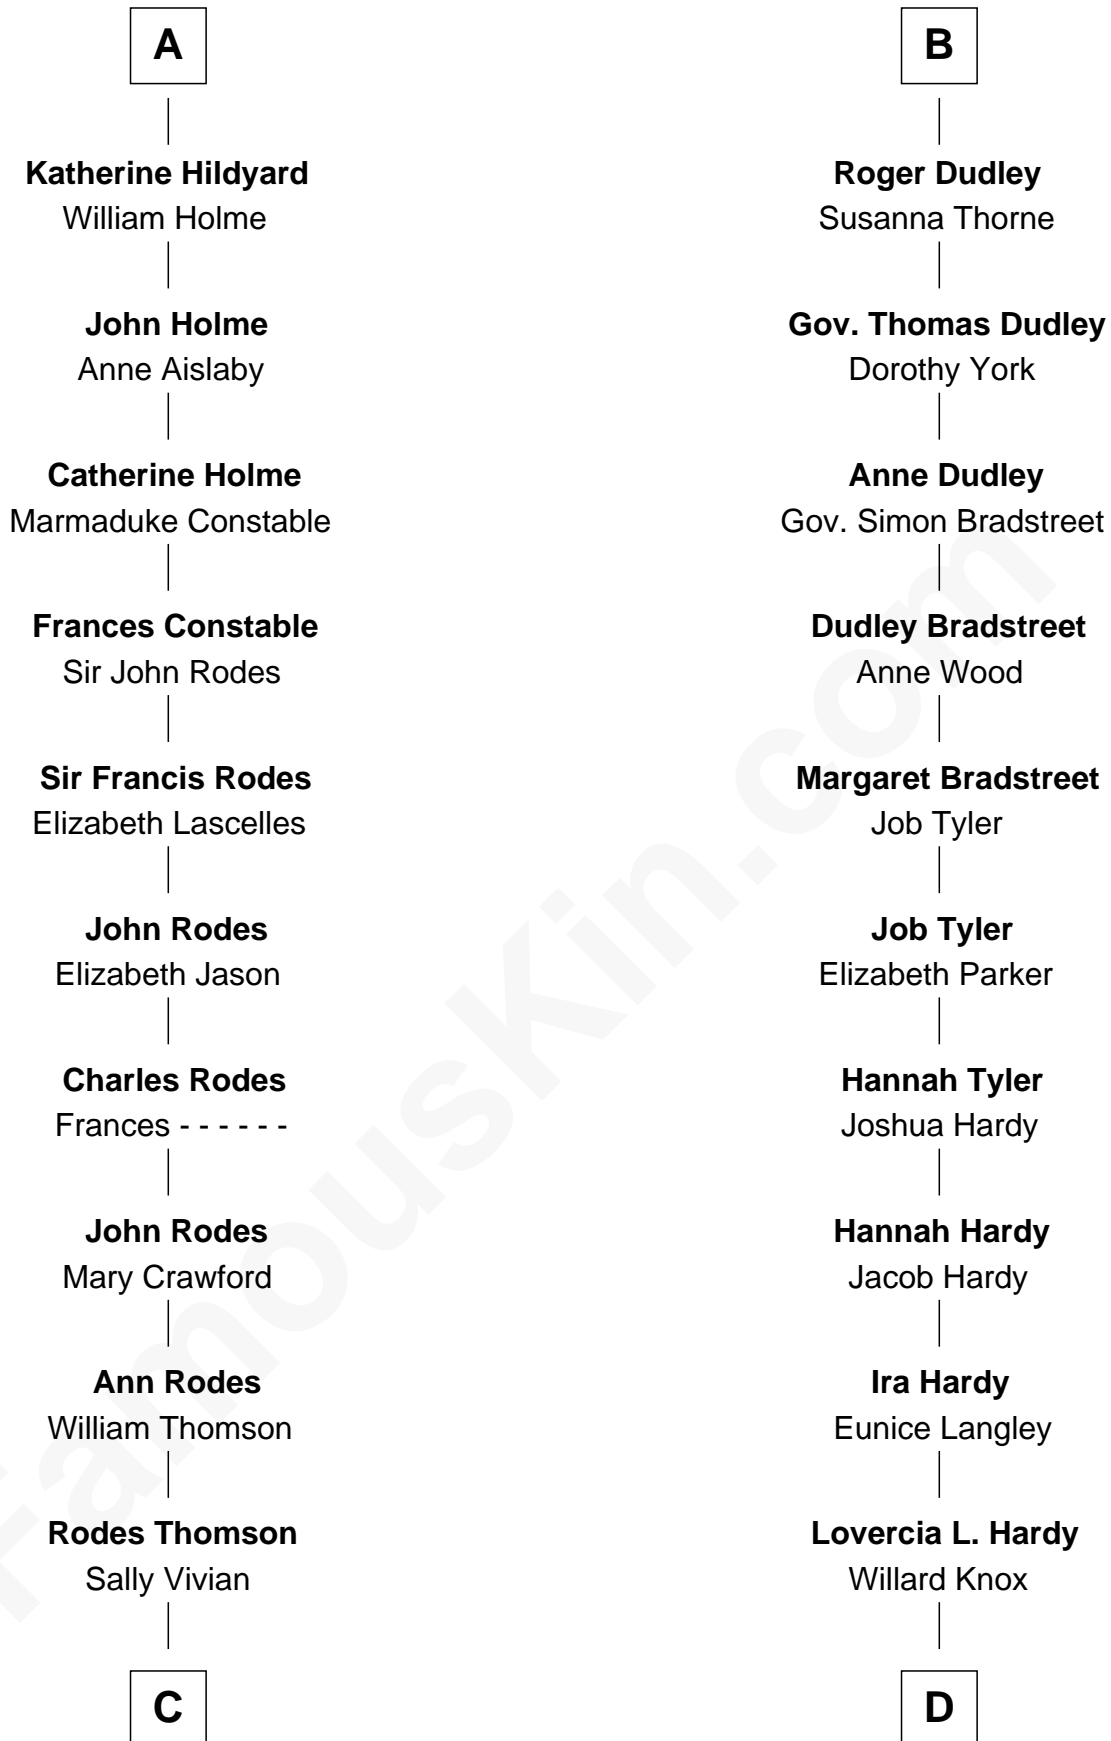 A
Katherine Hildyard
William Holme
John Holme
Anne Aislaby
Catherine Holme
Marmaduke Constable
Frances Constable
Sir John Rodes
Sir Francis Rodes
Elizabeth Lascelles
John Rodes
Elizabeth Jason
Charles Rodes
Frances - - - - - -
John Rodes
Mary Crawford
Ann Rodes
William Thomson
Rodes Thomson
Sally Vivian
C
B
Roger Dudley
Susanna Thorne
Gov. Thomas Dudley
Dorothy York
Anne Dudley
Gov. Simon Bradstreet
Dudley Bradstreet
Anne Wood
Margaret Bradstreet
Job Tyler
Job Tyler
Elizabeth Parker
Hannah Tyler
Joshua Hardy
Hannah Hardy
Jacob Hardy
Ira Hardy
Eunice Langley
Lovercia L. Hardy
Willard Knox
D
FamousKin.com